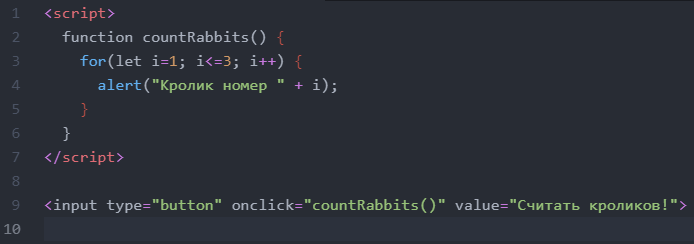 1 <script>
2 function countRabbits() {
3 for(let i=1; i<=3; i++) {
4 alert("Кролик номер " + i);
5 }
6 }
7 </script>
8
9 <input type="button" onclick="countRabbits()" value="Считать кроликов!">
10